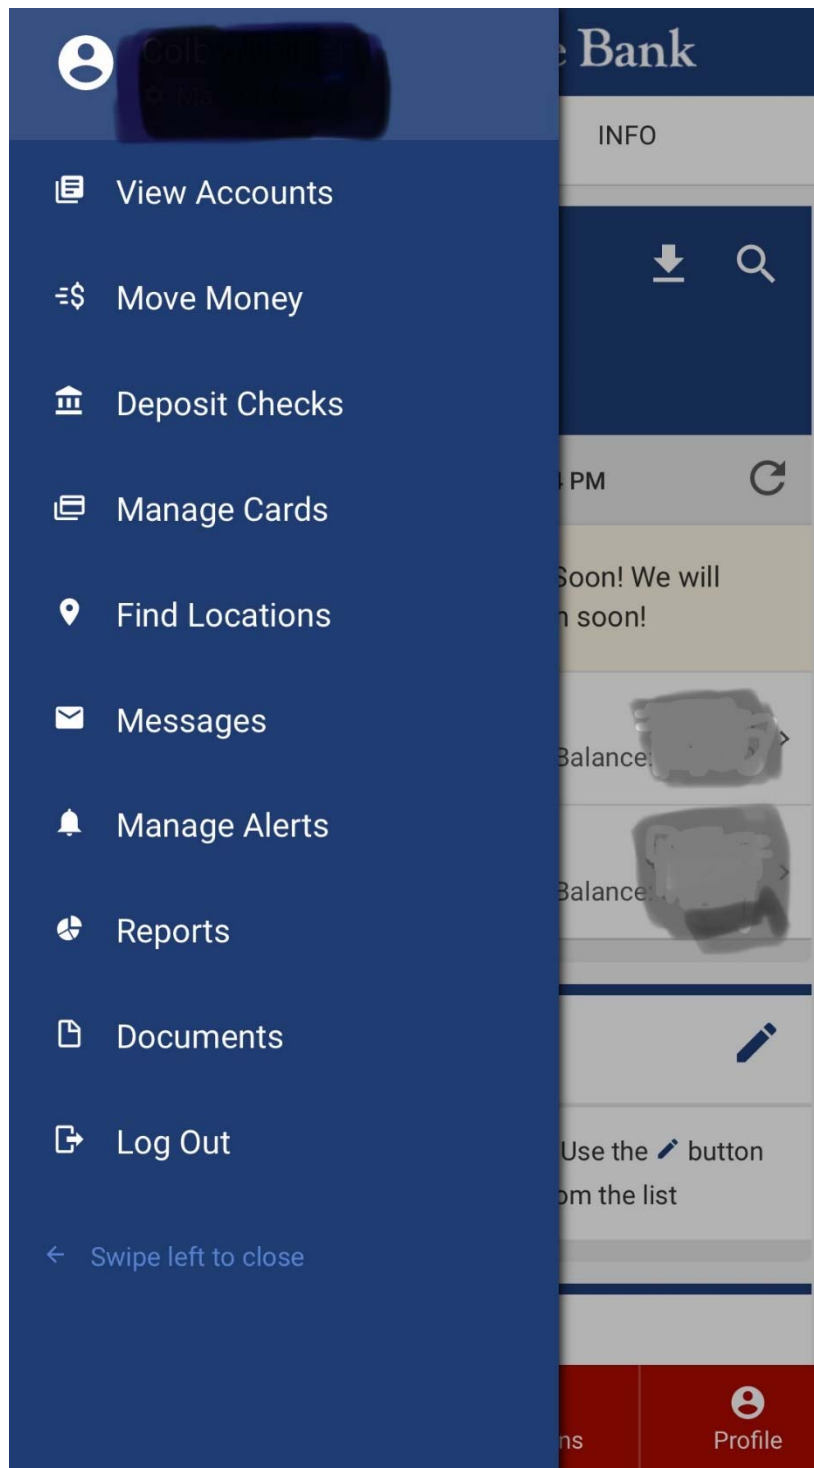 e Bank
INFO
View Accounts
Move Money
Deposit Checks
Manage Cards
Find Locations
Messages
Manage Alerts
Reports
Documents
Log Out
Swipe left to close
PM
Soon! We will
n soon!
Balance:
Balance:
Use the button
om the list
ns
Profile